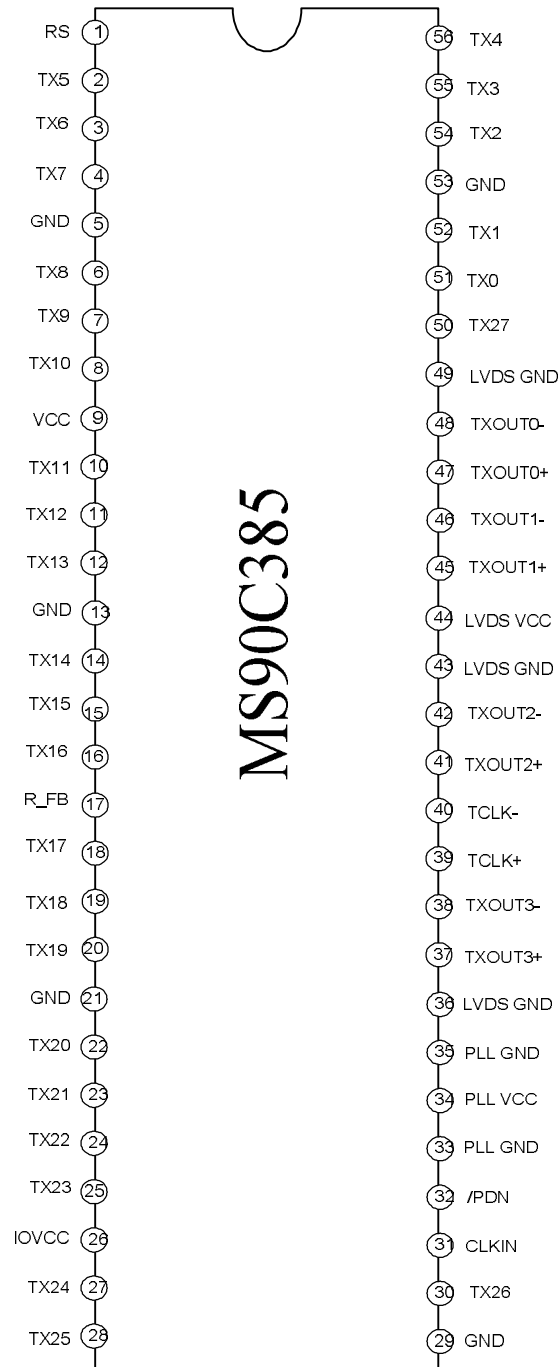 RS 1
TX5 2
TX6 3
TX7 4
GND 5
TX8 6
TX9 7
TX10 8
VCC 9
TX11 10
TX12 11
TX13 12
GND 13
TX14 14
TX15 15
TX16 16
R_FB 17
TX17 18
TX18 19
TX19 20
GND 21
TX20 22
TX21 23
TX22 24
TX23 25
IOVCC 26
TX24 27
TX25 28
MS90C385
56 TX4
55 TX3
54 TX2
53 GND
52 TX1
51 TX0
50 TX27
49 LVDS GND
48 TXOUT0-
47 TXOUT0+
46 TXOUT1-
45 TXOUT1+
44 LVDS VCC
43 LVDS GND
42 TXOUT2-
41 TXOUT2+
40 TCLK-
39 TCLK+
38 TXOUT3-
37 TXOUT3+
36 LVDS GND
35 PLL GND
34 PLL VCC
33 PLL GND
32 /PDN
31 CLKIN
30 TX26
29 GND